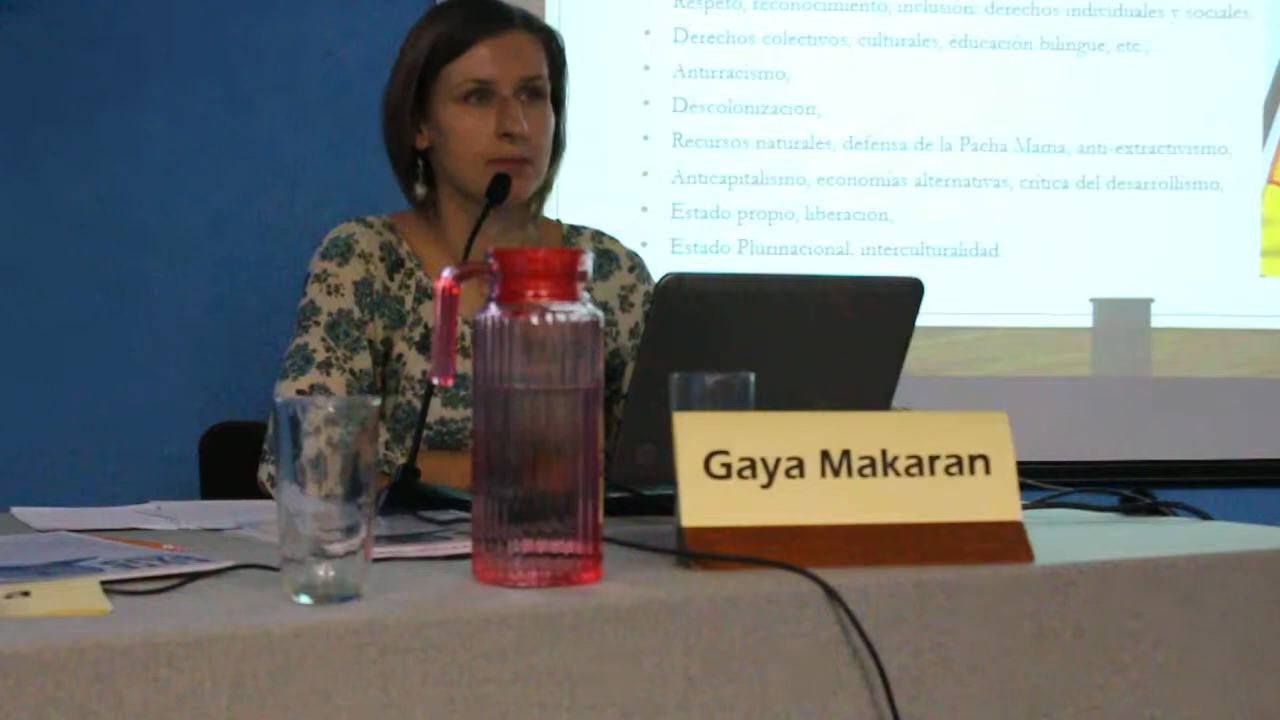 Respeto, reconocimiento, inclusión: derechos individuales y sociales.
• Derechos colectivos, culturales, educación bilingue, etc.,
• Antirracismo,
• Descolonización,
• Recursos naturales, defensa de la Pacha Mama, anti-extractivismo,
• Anticapitalismo, economías alternativas, crítica del desarrollismo,
• Estado propio, liberación,
• Estado Plurinacional, interculturalidad
Gaya Makaran
a